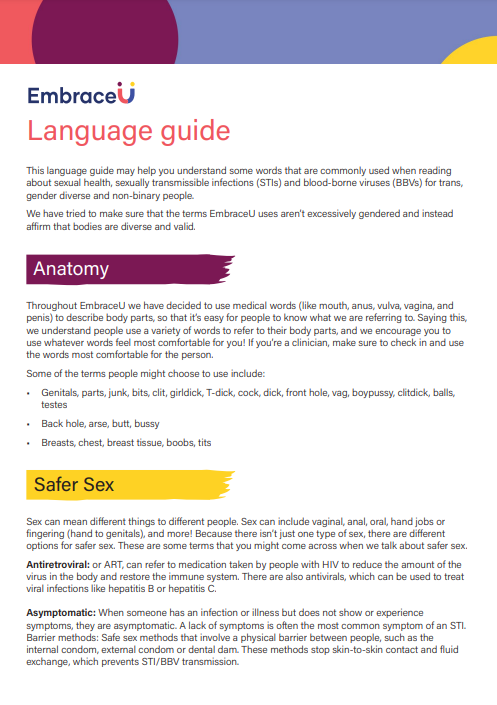 EmbraceU
Language guide
This language guide may help you understand some words that are commonly used when reading
about sexual health, sexually transmissible infections (STIs) and blood-borne viruses (BBVs) for trans,
gender diverse and non-binary people.
We have tried to make sure that the terms EmbraceU uses aren't excessively gendered and instead
affirm that bodies are diverse and valid.
Anatomy
Throughout EmbraceU we have decided to use medical words (like mouth, anus, vulva, vagina, and
penis) to describe body parts, so that it's easy for people to know what we are referring to. Saying this,
we understand people use a variety of words to refer to their body parts, and we encourage you to
use whatever words feel most comfortable for you! If you're a clinician, make sure to check in and use
the words most comfortable for the person.
Some of the terms people might choose to use include:
• Genitals, parts, junk, bits, clit, girldick, T-dick, cock, dick, front hole, vag, boypussy, clitdick, balls,
testes
• Back hole, arse, butt, bussy
• Breasts, chest, breast tissue, boobs, tits
Safer Sex
Sex can mean different things to different people. Sex can include vaginal, anal, oral, hand jobs or
fingering (hand to genitals), and more! Because there isn't just one type of sex, there are different
options for safer sex. These are some terms that you might come across when we talk about safer sex.
Antiretroviral: or ART, can refer to medication taken by people with HIV to reduce the amount of the
virus in the body and restore the immune system. There are also antivirals, which can be used to treat
viral infections like hepatitis B or hepatitis C.
Asymptomatic: When someone has an infection or illness but does not show or experience
symptoms, they are asymptomatic. A lack of symptoms is often the most common symptom of an STI.
Barrier methods: Safe sex methods that involve a physical barrier between people, such as the
internal condom, external condom or dental dam. These methods stop skin-to-skin contact and fluid
exchange, which prevents STI/BBV transmission.